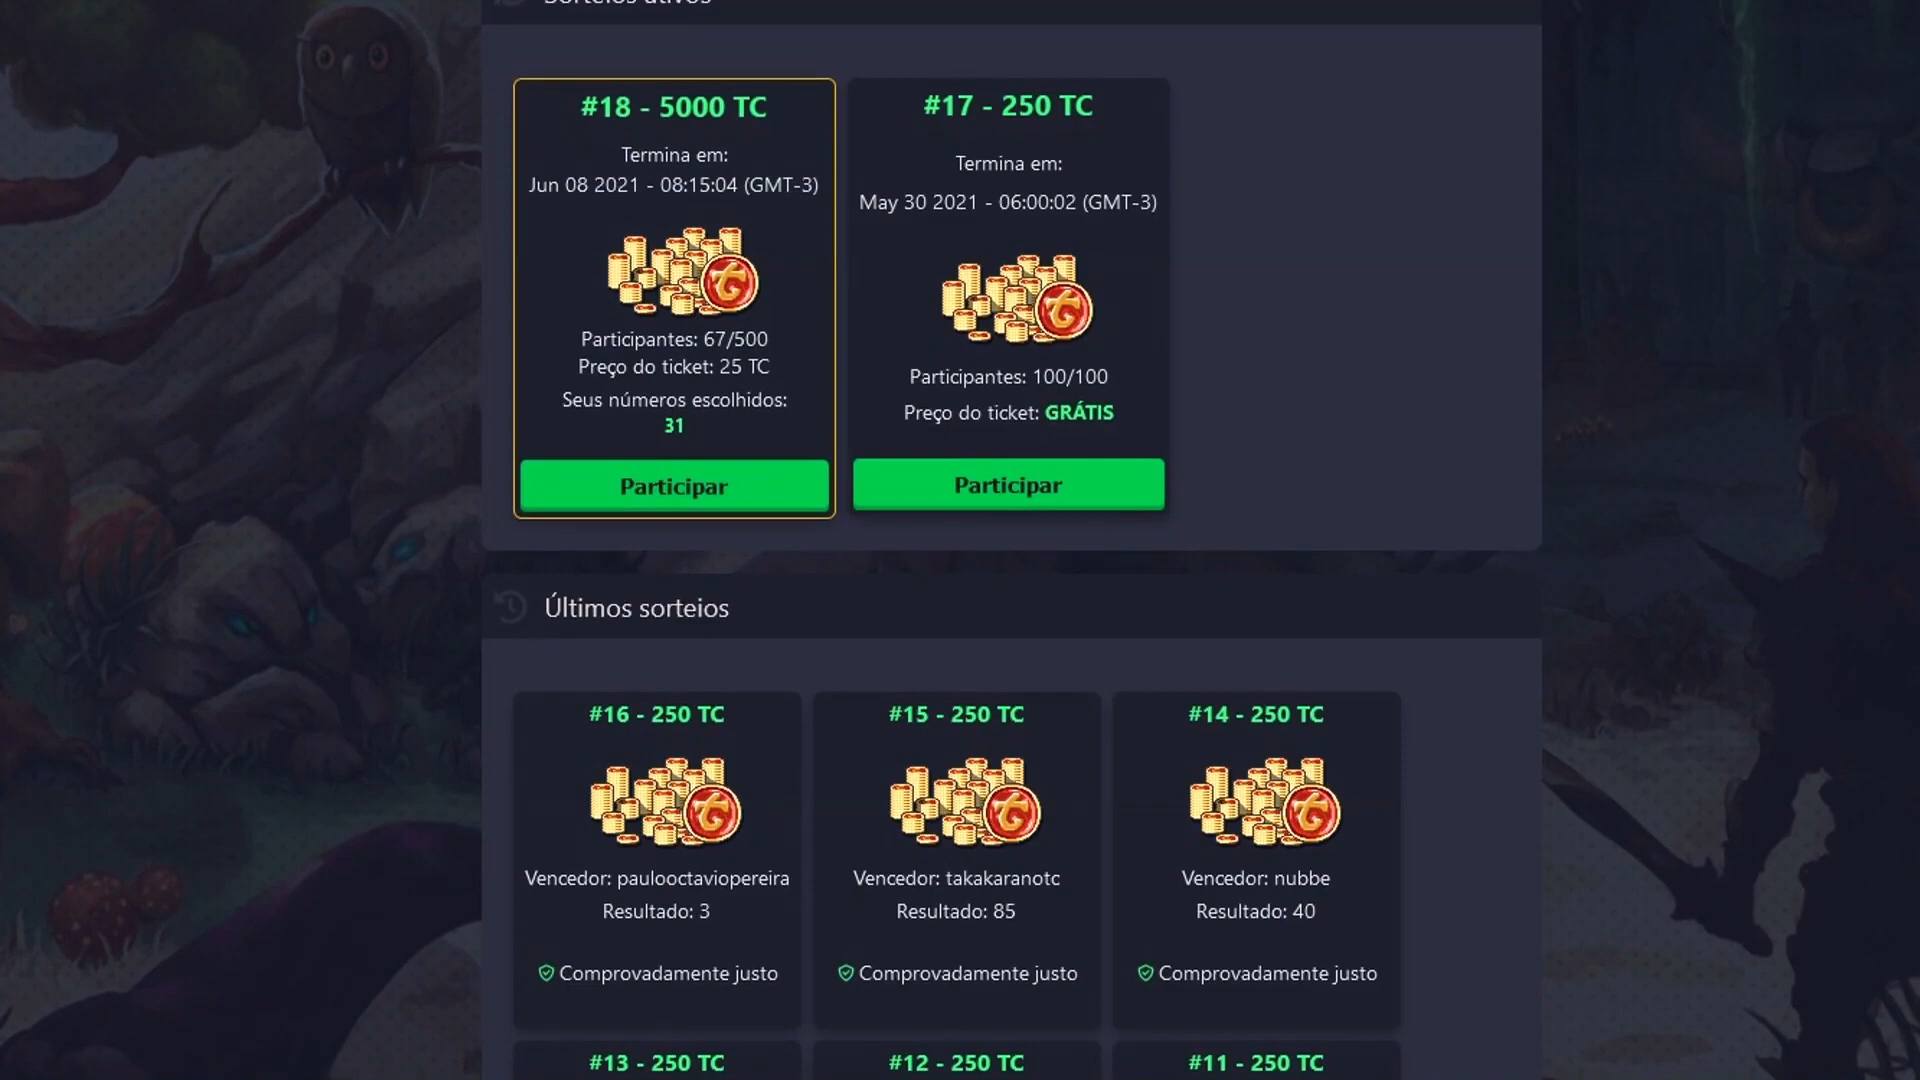 Sorteios ativos
#18 - 5000 TC
Termina em:
Jun 08 2021 - 08:15:04 (GMT-3)
Participantes: 67/500
Preço do ticket: 25 TC
Seus números escolhidos:
31
Participar
#17 - 250 TC
Termina em:
May 30 2021 - 06:00:02 (GMT-3)
Participantes: 100/100
Preço do ticket: GRÁTIS
Participar
Últimos sorteios
#16 - 250 TC
Vencedor: paulooctaviopereira
Resultado: 3
Comprovadamente justo
#15 - 250 TC
Vencedor: takakaranotc
Resultado: 85
Comprovadamente justo
#14 - 250 TC
Vencedor: nubbe
Resultado: 40
Comprovadamente justo
#13 - 250 TC
#12 - 250 TC
#11 - 250 TC